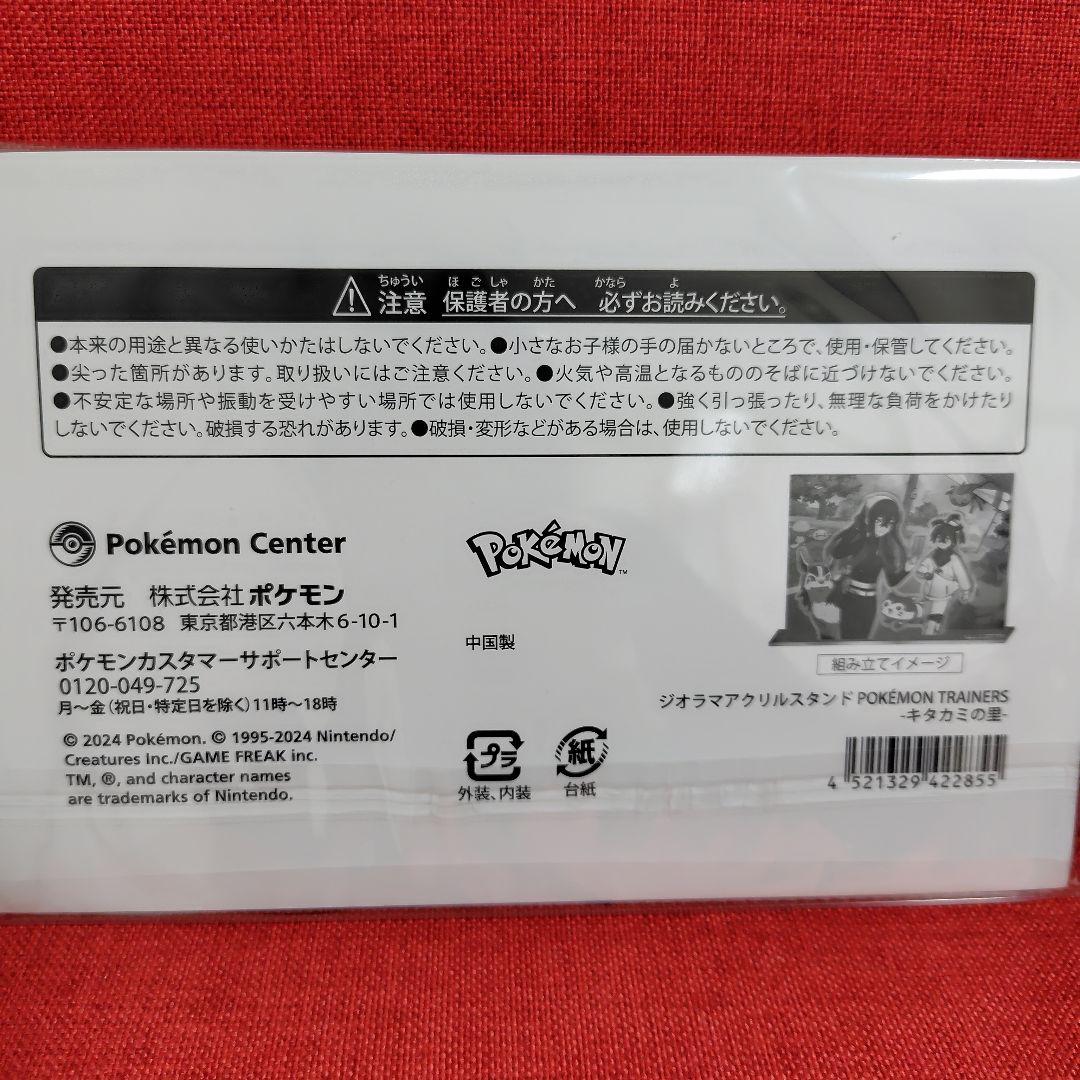 ちゅうい ほごしゃ かた かなら よ
注意 保護者の方へ 必ずお読みください。
●本来の用途と異なる使いかたはしないでください。●小さなお子様の手の届かないところで、使用・保管してください。
●尖った箇所があります。取り扱いにはご注意ください。●火気や高温となるもののそばに近づけないでください。
●不安定な場所や振動を受けやすい場所では使用しないでください。●強く引っ張ったり、無理な負荷をかけたり
しないでください。破損する恐れがあります。●破損・変形などがある場合は、使用しないでください。
Pokémon Center
発売元 株式会社ポケモン
〒106-6108 東京都港区六本木6-10-1
ポケモンカスタマーサポートセンター
0120-049-725
月～金(祝日・特定日を除く)11時～18時
© 2024 Pokémon. © 1995-2024 Nintendo/
Creatures Inc./GAME FREAK inc.
TM, ®, and character names
are trademarks of Nintendo.
POKÉMON™
中国製
プラ
外装、内装
紙
台紙
組み立てイメージ
ジオラマアクリルスタンド POKÉMON TRAINERS
-キタカミの里-
4 521329 422855